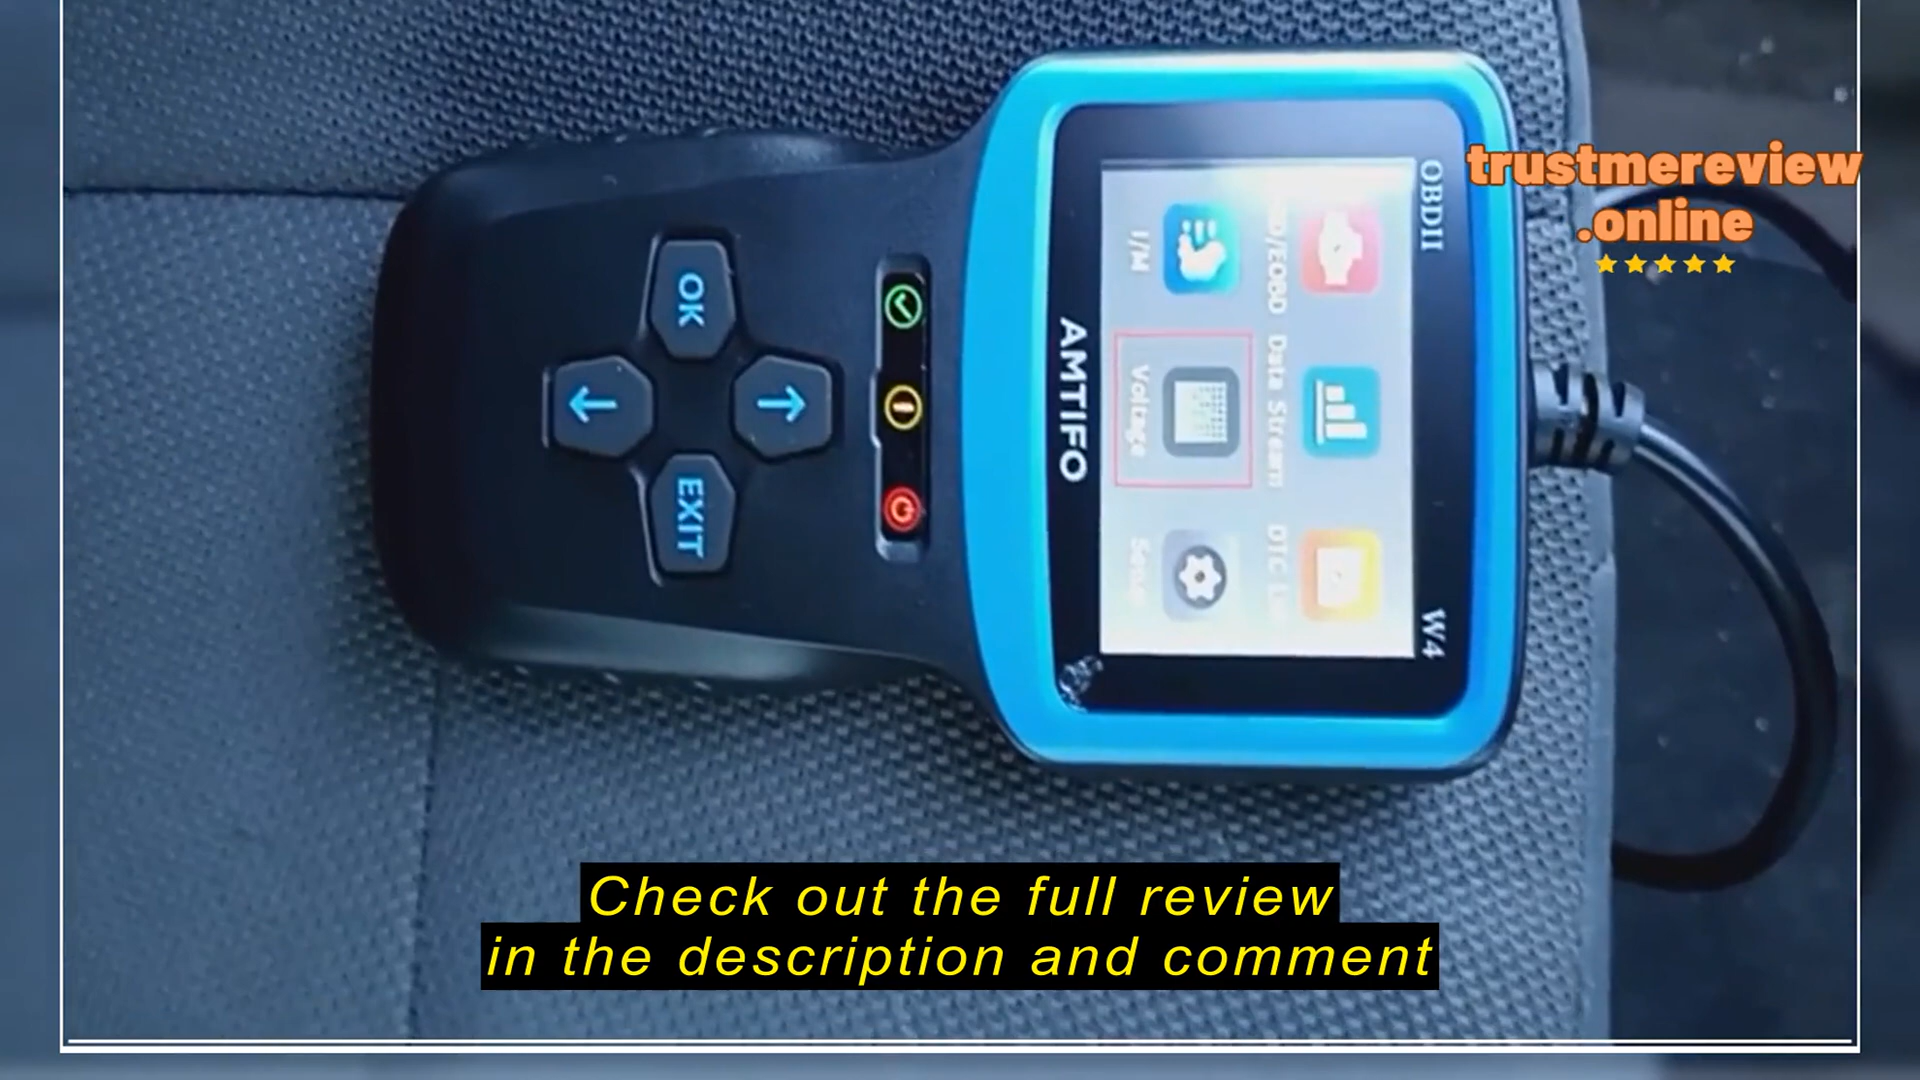 trustmereview
.online
OBDII
W4
Data Stream
I/M
Voltage
AMTIFO
OK
EXIT
Check out the full review
in the description and comment